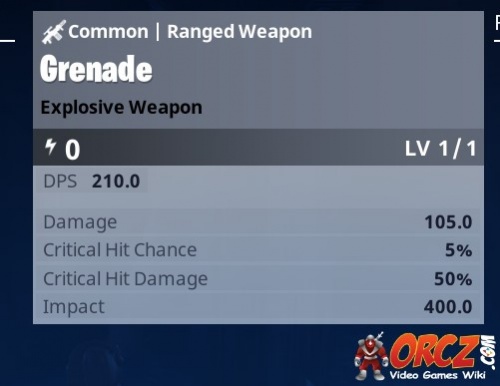 Common | Ranged Weapon
Grenade
Explosive Weapon
0 LV 1/1
DPS 210.0
Damage 105.0
Critical Hit Chance 5%
Critical Hit Damage 50%
Impact 400.0
ORCZ.COM
Video Games Wiki